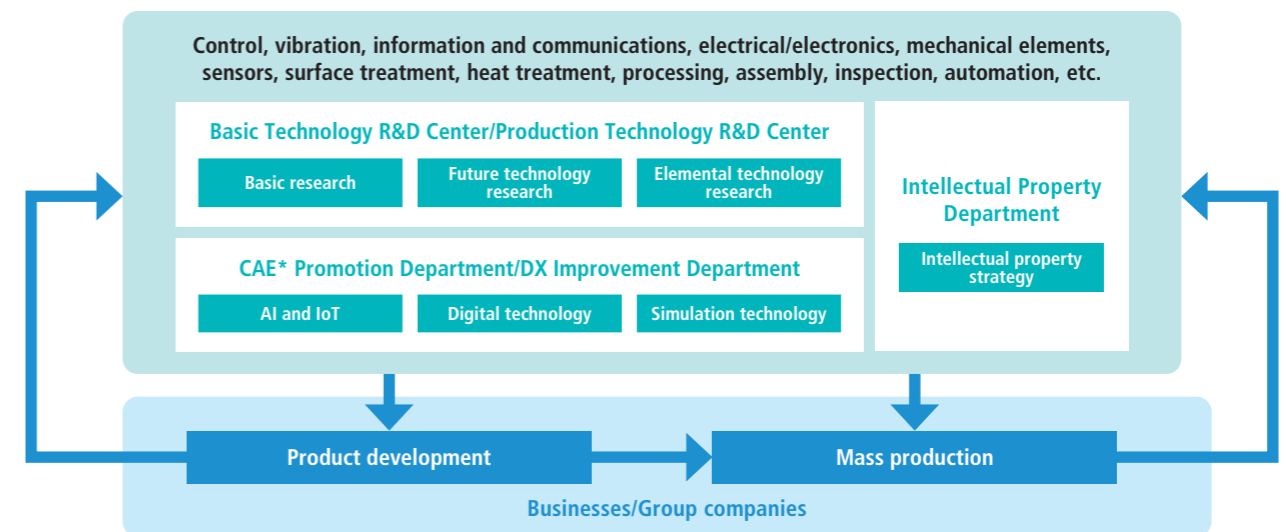 Control, vibration, information and communications, electrical/electronics, mechanical elements,
sensors, surface treatment, heat treatment, processing, assembly, inspection, automation, etc.
Basic Technology R&D Center/Production Technology R&D Center
Basic research
Future technology
research
Elemental technology
research
CAE* Promotion Department/DX Improvement Department
AI and IoT
Digital technology
Simulation technology
Intellectual Property
Department
Intellectual property
strategy
Product development
Mass production
Businesses/Group companies